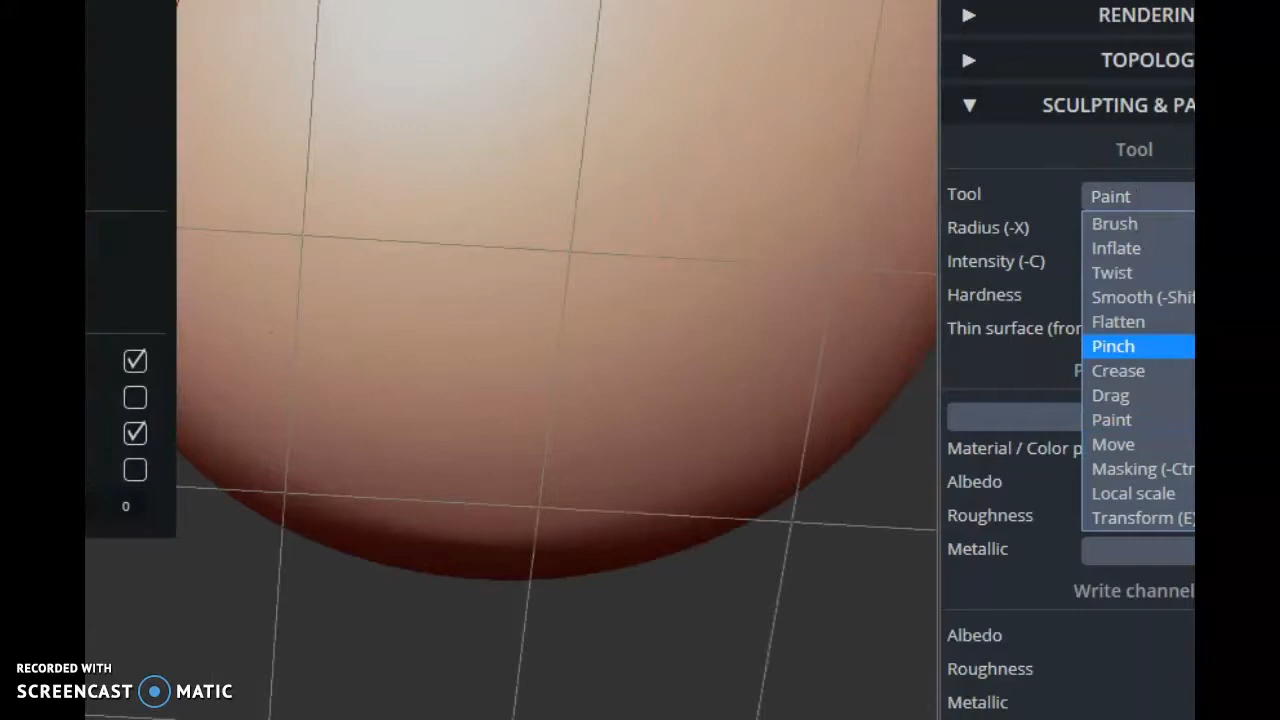 RENDERIN
TOPOLOG
SCULPTING & PA
Tool
Tool Paint
Brush
Radius (-X)
Inflate
Intensity (-C)
Twist
Hardness
Smooth (-Shif
Thin surface (fron
Flatten
Pinch
P
Crease
Drag
Paint
Material / Color p
Move
Masking (-Ctr
Albedo
Local scale
Roughness
Transform (E)
Metallic
Write channel
Albedo
Roughness
Metallic
0
RECORDED WITH
SCREENCAST MATIC